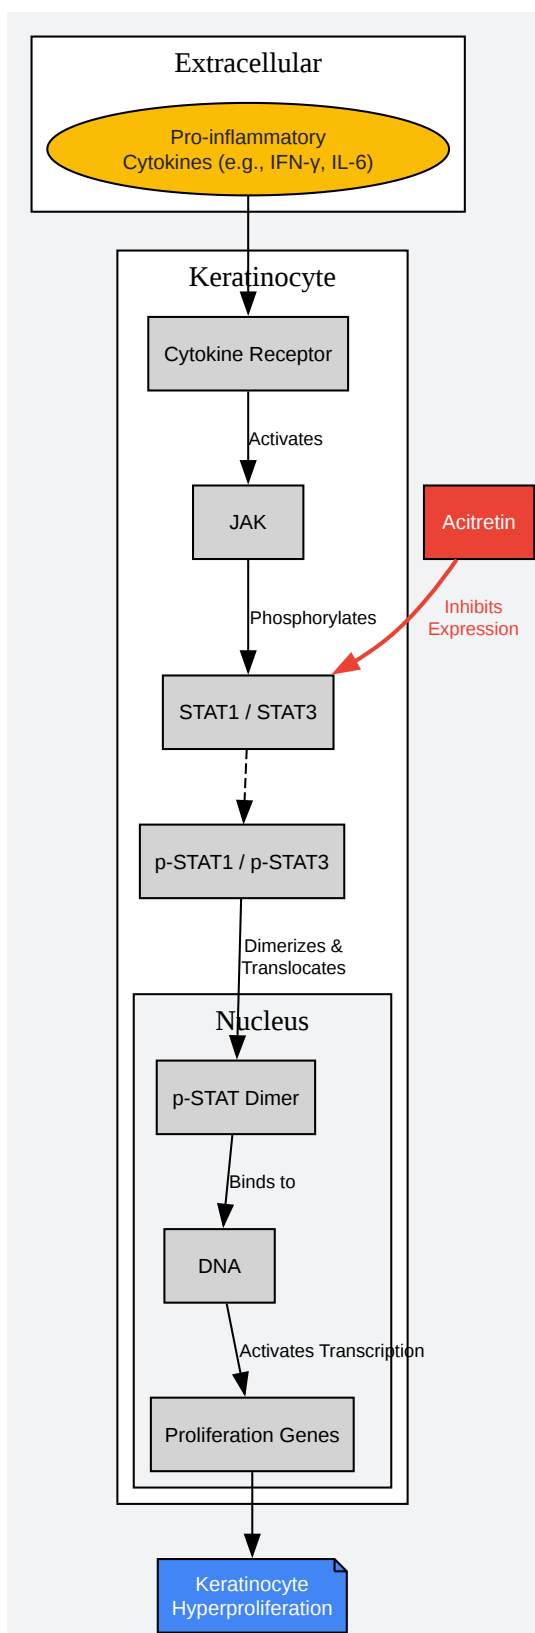 Extracellular
Pro-inflammatory
Cytokines (e.g., IFN-γ, IL-6)
Keratinocyte
Cytokine Receptor
Activates
JAK
Acitretin
Phosphorylates
Inhibits
Expression
STAT1 / STAT3
p-STAT1 / p-STAT3
Dimerizes &
Translocates
Nucleus
p-STAT Dimer
Binds to
DNA
Activates Transcription
Proliferation Genes
Keratinocyte
Hyperproliferation